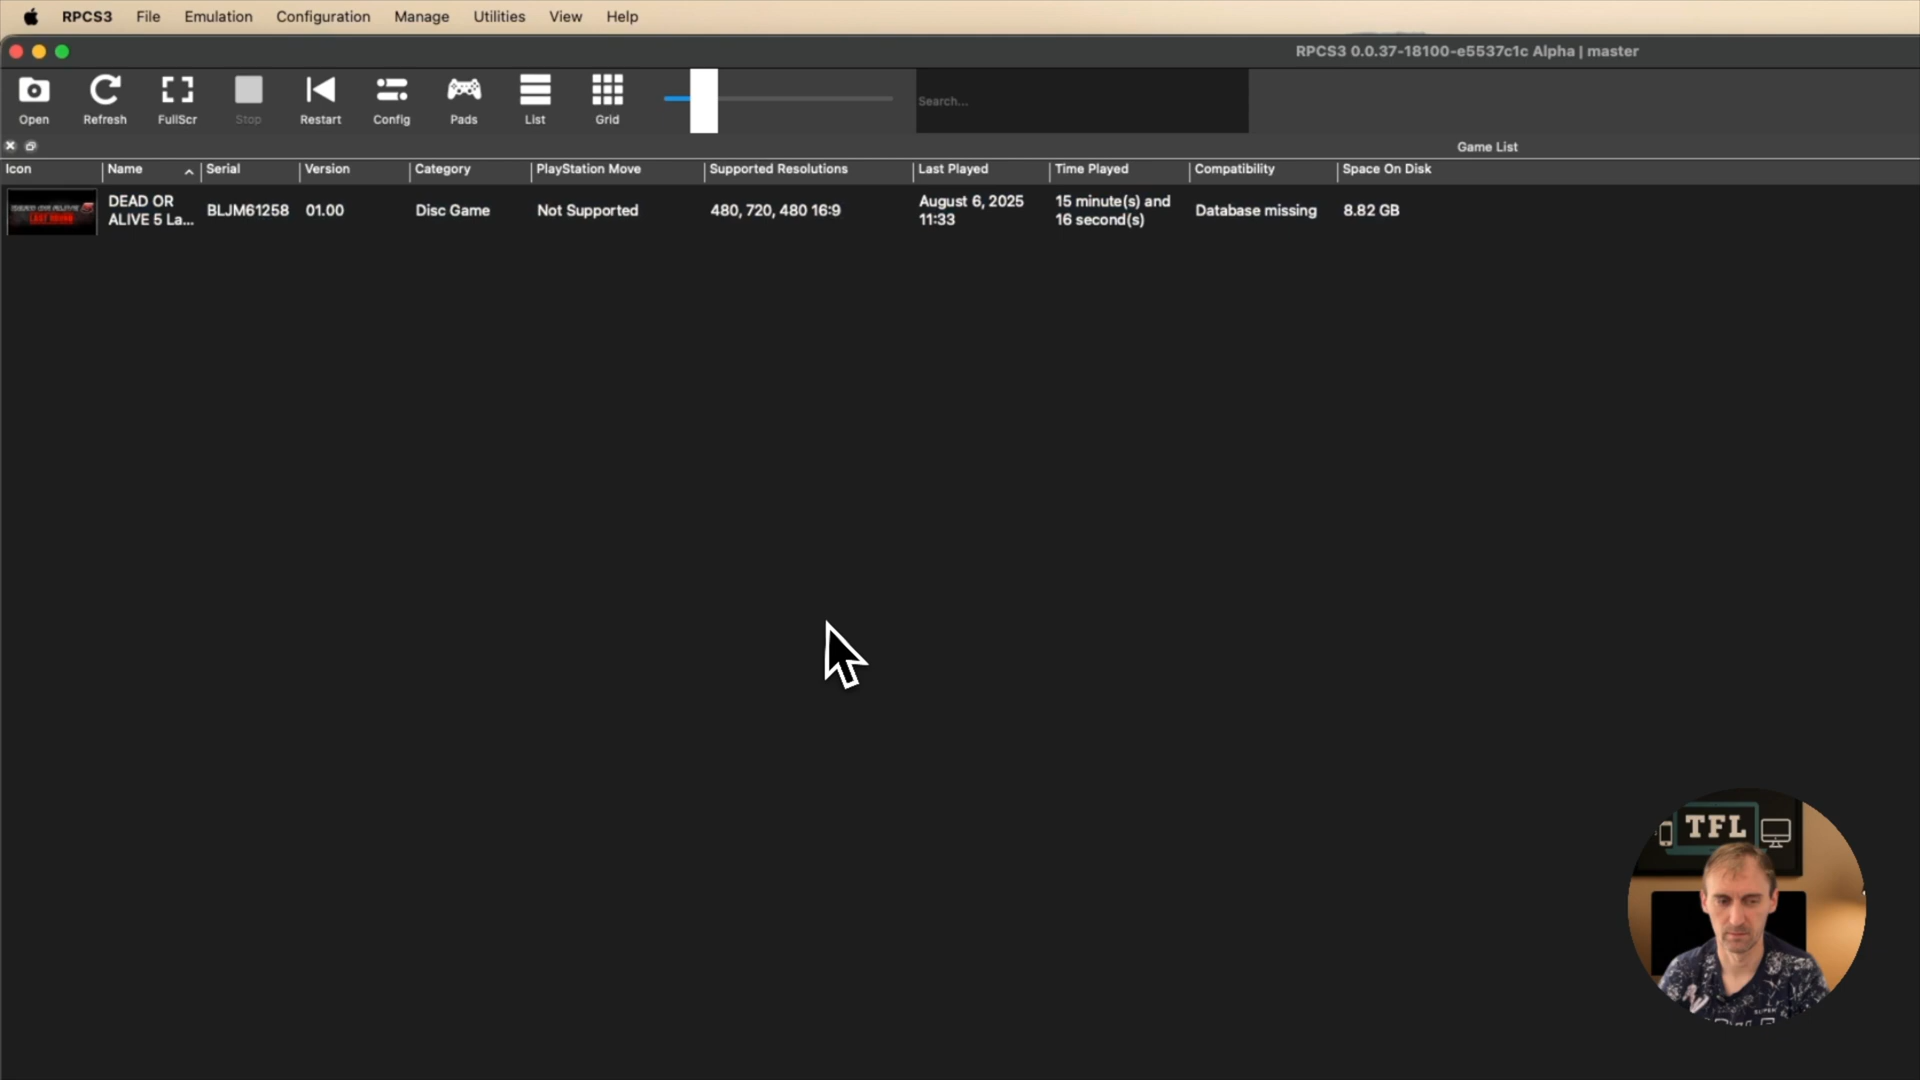 RPCS3 File Emulation Configuration Manage Utilities View Help
RPCS3 0.0.37-18100-e5537c1c Alpha | master
Open Refresh FullScr Stop Restart Config Pads List Grid Search...
Game List
Icon Name Serial Version Category PlayStation Move Supported Resolutions Last Played Time Played Compatibility Space On Disk
DEAD OR
ALIVE 5 La...
BLJM61258 01.00 Disc Game Not Supported 480, 720, 480 16:9
August 6, 2025
11:33
15 minute(s) and
16 second(s)
Database missing 8.82 GB
LAST ROUND
TFL